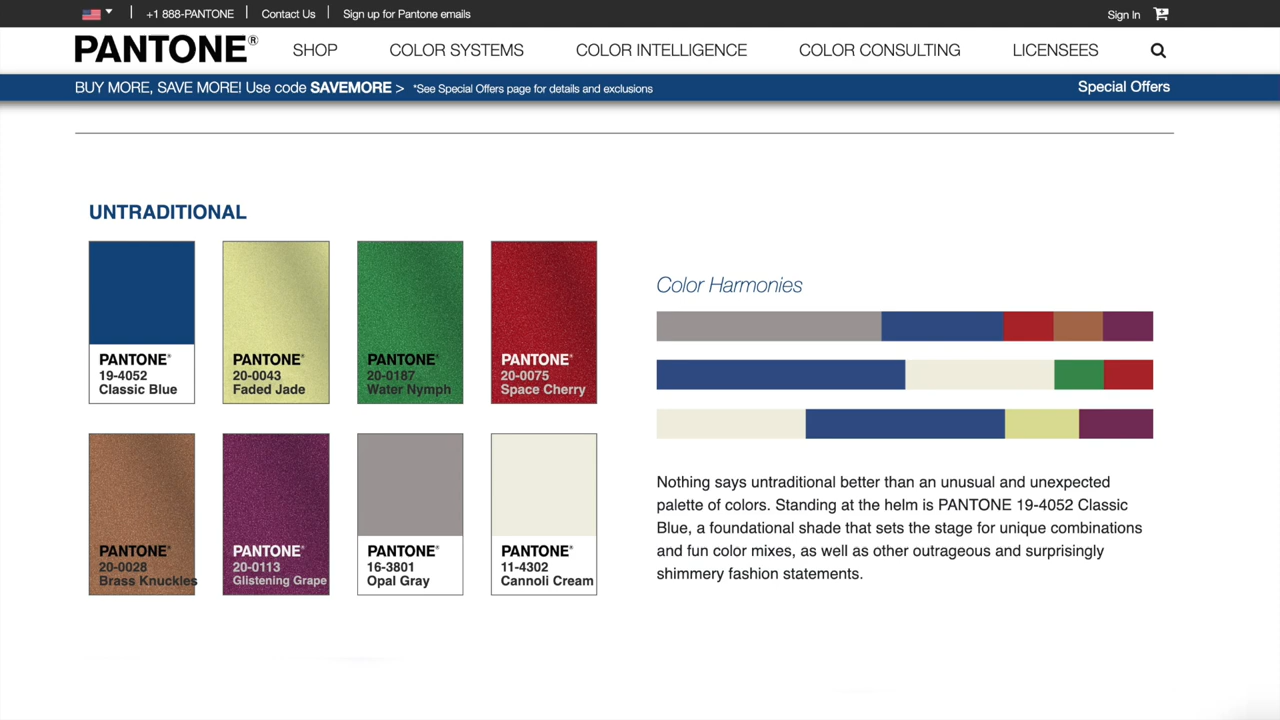 +1 888-PANTONE
Contact Us
Sign up for Pantone emails
Sign In
PANTONE®
SHOP
COLOR SYSTEMS
COLOR INTELLIGENCE
COLOR CONSULTING
LICENSEES
BUY MORE, SAVE MORE! Use code SAVEMORE > *See Special Offers page for details and exclusions
Special Offers
UNTRADITIONAL
PANTONE®
19-4052
Classic Blue
PANTONE®
20-0043
Faded Jade
PANTONE®
20-0187
Water Nymph
PANTONE®
20-0075
Space Cherry
PANTONE®
20-0028
Brass Knuckles
PANTONE®
20-0113
Glistening Grape
PANTONE®
16-3801
Opal Gray
PANTONE®
11-4302
Cannoli Cream
Color Harmonies
Nothing says untraditional better than an unusual and unexpected
palette of colors. Standing at the helm is PANTONE 19-4052 Classic
Blue, a foundational shade that sets the stage for unique combinations
and fun color mixes, as well as other outrageous and surprisingly
shimmery fashion statements.